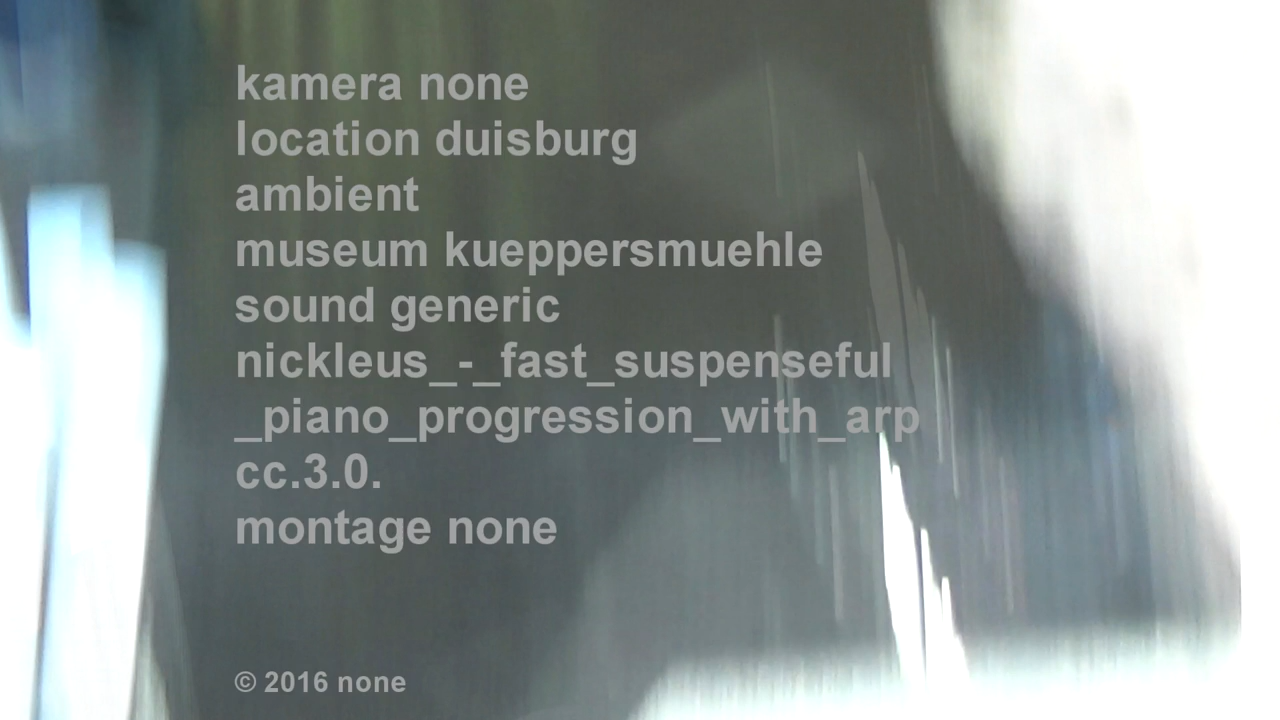 kamera none
location duisburg
ambient
museum kueppersmuehle
sound generic
nickleus_-_fast_suspenseful
_piano_progression_with_arp
cc.3.0.
montage none
© 2016 none